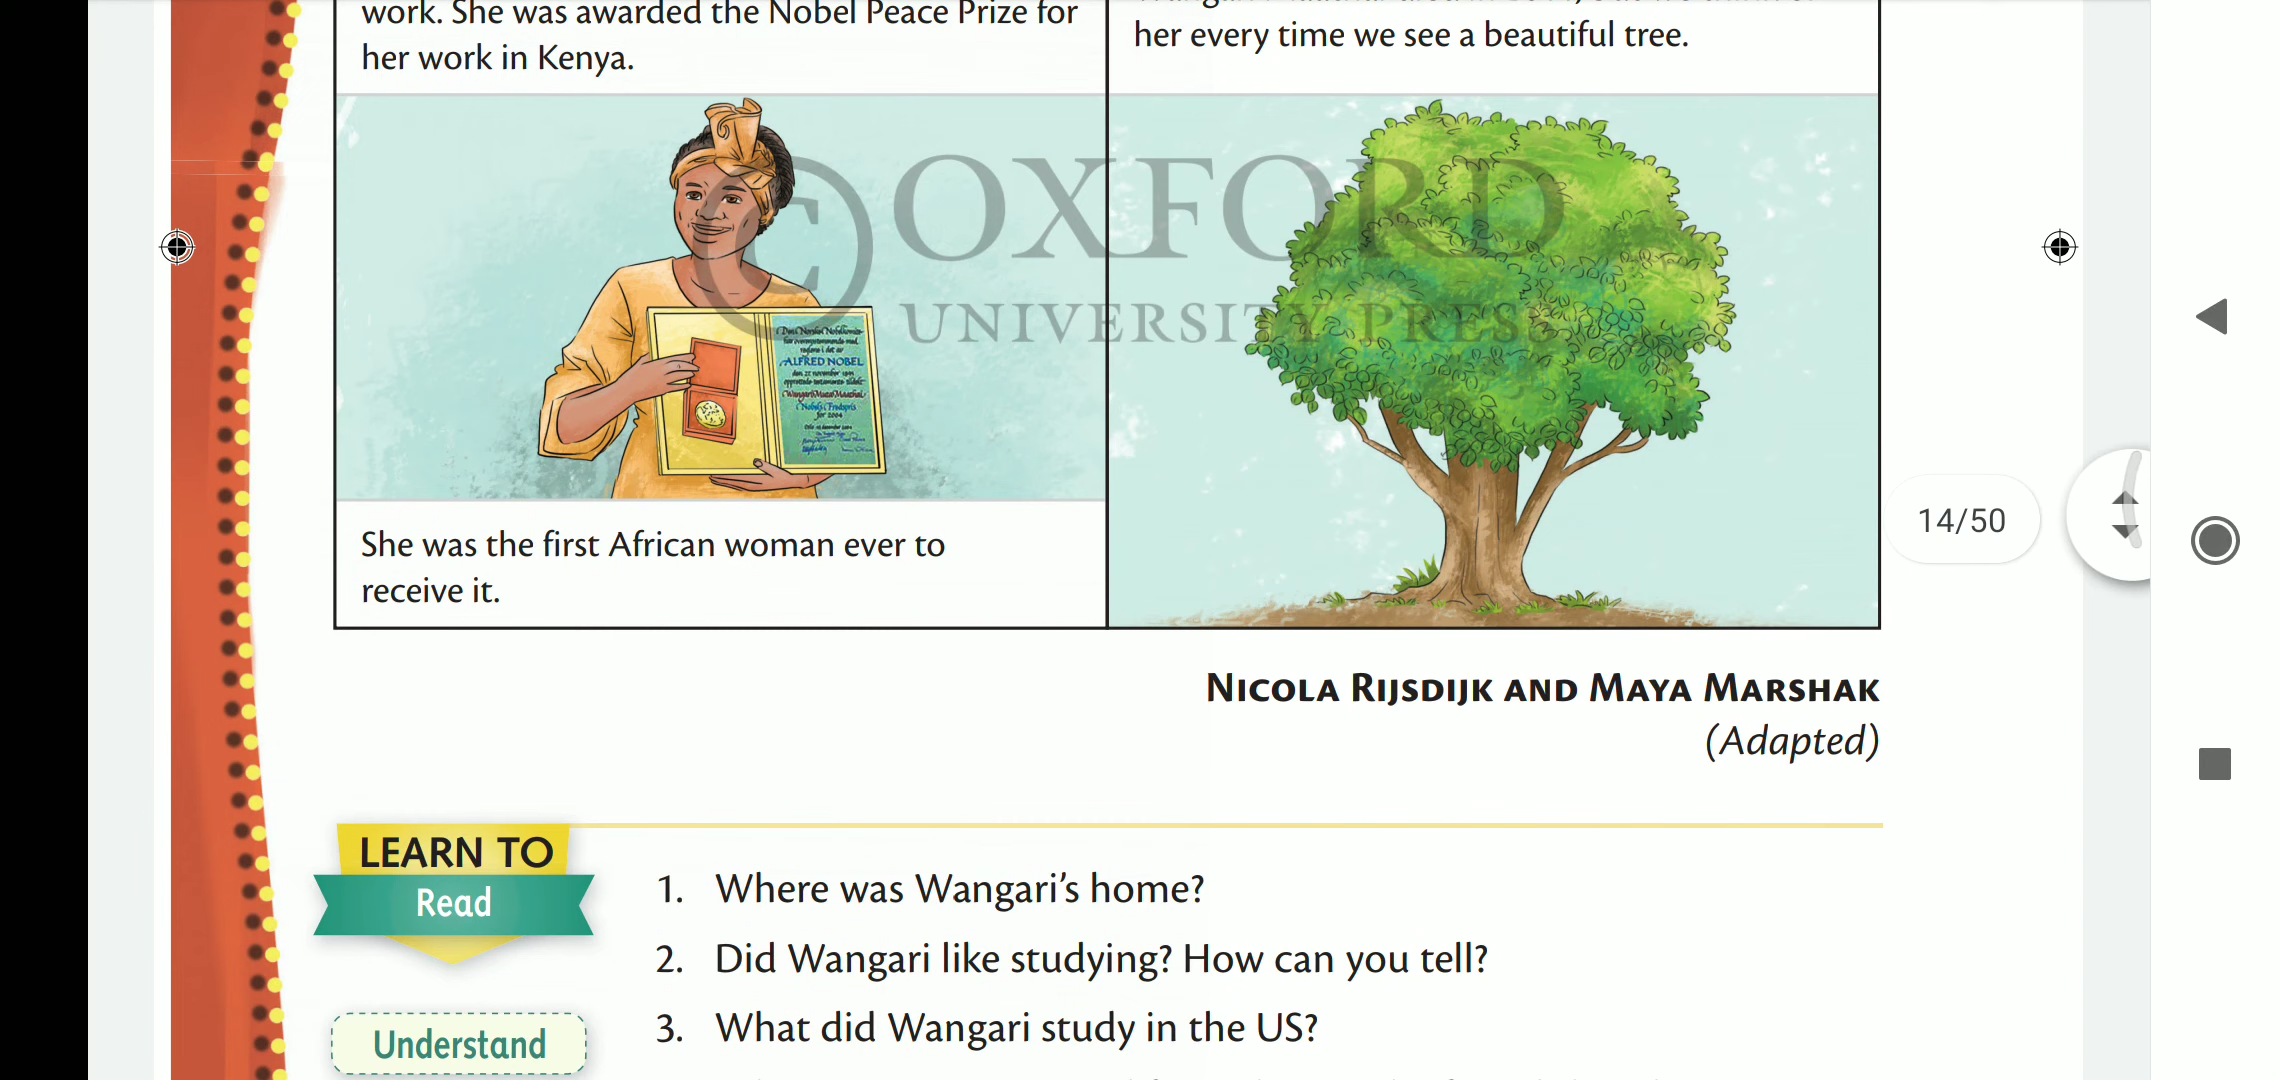 work. She was awarded the Nobel Peace Prize for
her work in Kenya.
her every time we see a beautiful tree.
© OXFORD
UNIVERSITY PRESS
ALFRED NOBEL
She was the first African woman ever to
receive it.
14/50
NICOLA RIJSDIJK AND MAYA MARSHAK
(Adapted)
LEARN TO
Read
1. Where was Wangari's home?
2. Did Wangari like studying? How can you tell?
3. What did Wangari study in the US?
Understand